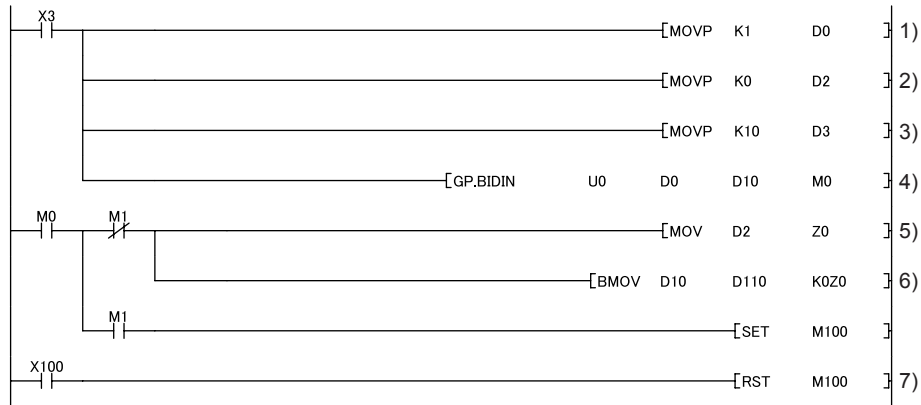 X3
MOVP K1 D0 1)
MOVP K0 D2 2)
MOVP K10 D3 3)
GP.BIDIN U0 D0 D10 M0 4)
M0 M1
MOV D2 Z0 5)
BMOV D10 D110 K0Z0 6)
M1
SET M100
X100
RST M100 7)